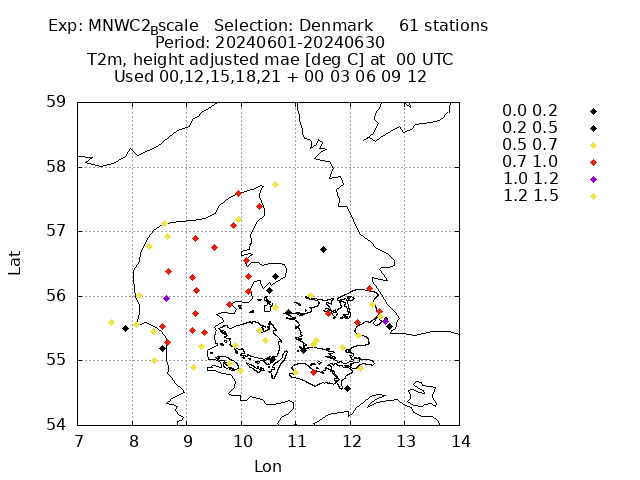 Exp: MNWC2_Bscale   Selection: Denmark     61 stations
Period: 20240601-20240630
T2m, height adjusted mae [deg C] at  00 UTC
Used 00,12,15,18,21 + 00 03 06 09 12
0.0 0.2
0.2 0.5
0.5 0.7
0.7 1.0
1.0 1.2
1.2 1.5
59
58
57
56
55
54
Lat
7 8 9 10 11 12 13 14
Lon